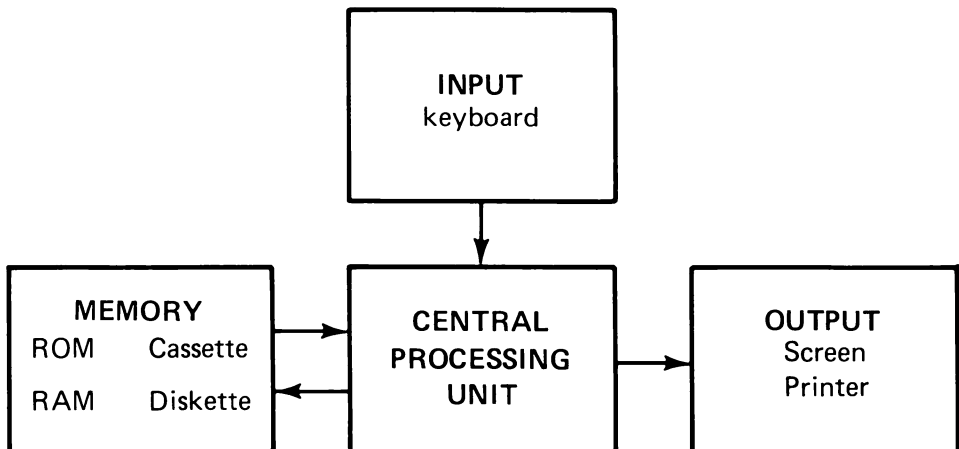 INPUT
keyboard
MEMORY
ROM Cassette
RAM Diskette
CENTRAL
PROCESSING
UNIT
OUTPUT
Screen
Printer